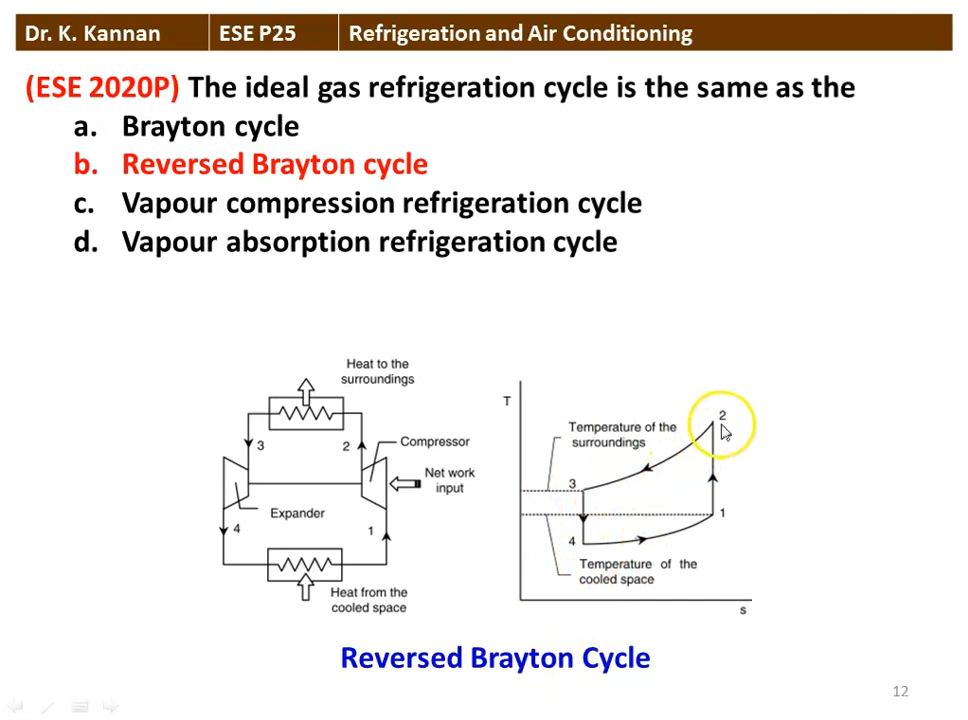 Dr. K. Kannan ESE P25 Refrigeration and Air Conditioning
(ESE 2020P) The ideal gas refrigeration cycle is the same as the
a. Brayton cycle
b. Reversed Brayton cycle
c. Vapour compression refrigeration cycle
d. Vapour absorption refrigeration cycle
Heat to the
surroundings
3
2
Compressor
Net work
input
Expander
4
1
Heat from the
cooled space
T
Temperature of the
surroundings
2
3
1
4
Temperature of the
cooled space
s
Reversed Brayton Cycle
12